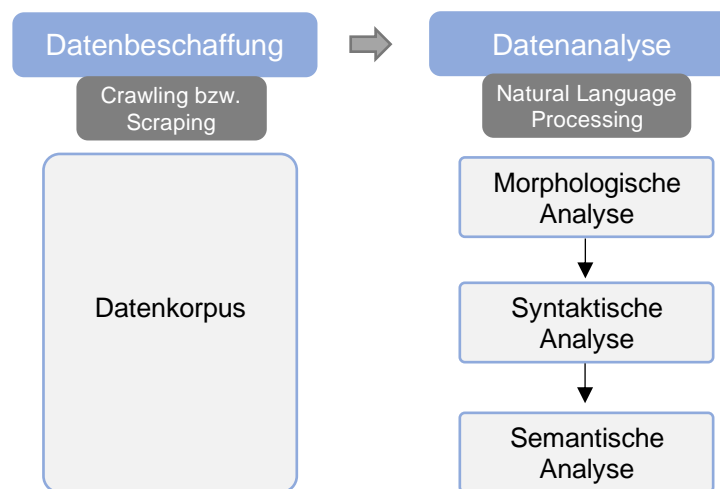 Datenbeschaffung
Crawling bzw.
Scraping
Datenkorpus
Datenanalyse
Natural Language
Processing
Morphologische
Analyse
Syntaktische
Analyse
Semantische
Analyse